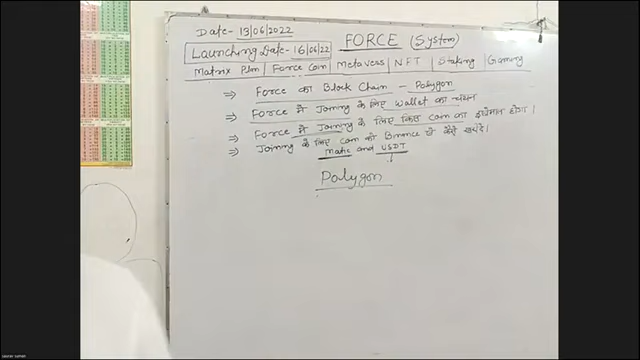 Date- 13/06/2022
Launching Date- 16/06/22 FORCE (System)
Matrix Plan | Force Coin | Metavess | NFT | Staking | Gaming
⇒ Force का Block Chain - Polygon
⇒ Force में Joining के लिए Wallet का चयन
⇒ Force में Joining के लिए किस Coin का इस्तेमाल होगा।
⇒ Joining के लिए Coin को Binance से कैसे खरीदें।
Matic and USDT
Polygon